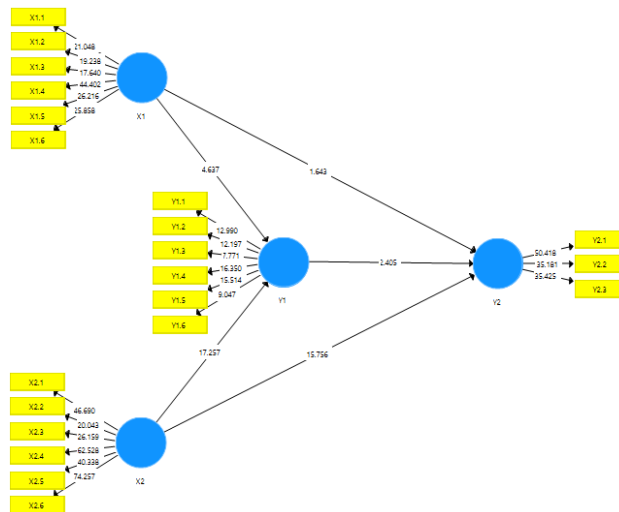 X1.1
X1.2
X1.3
X1.4
X1.5
X1.6
21.048
19.238
17.640
44.402
26.216
25.858
X1
4.637
1.643
Y1.1
Y1.2
Y1.3
Y1.4
Y1.5
Y1.6
12.990
12.197
7.771
16.350
15.514
9.047
Y1
2.405
Y2
50.418
35.181
35.425
Y2.1
Y2.2
Y2.3
17.257
15.756
X2.1
X2.2
X2.3
X2.4
X2.5
X2.6
46.690
20.043
26.159
62.528
40.338
74.257
X2